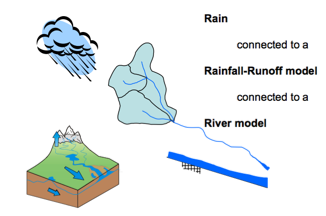 Rain
connected to a
Rainfall-Runoff model
connected to a
River model